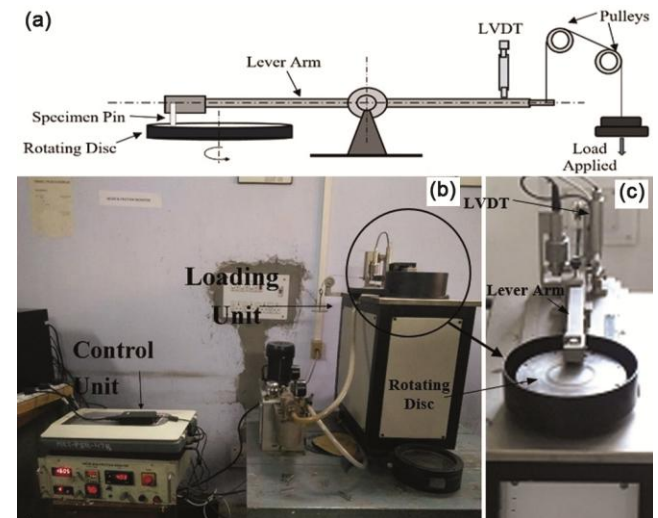 (a)
LVDT
Pulleys
Lever Arm
Specimen Pin
Rotating Disc
Load
Applied
(b)
(c)
LVDT
Loading
Unit
Lever Arm
Control
Unit
Rotating
Disc